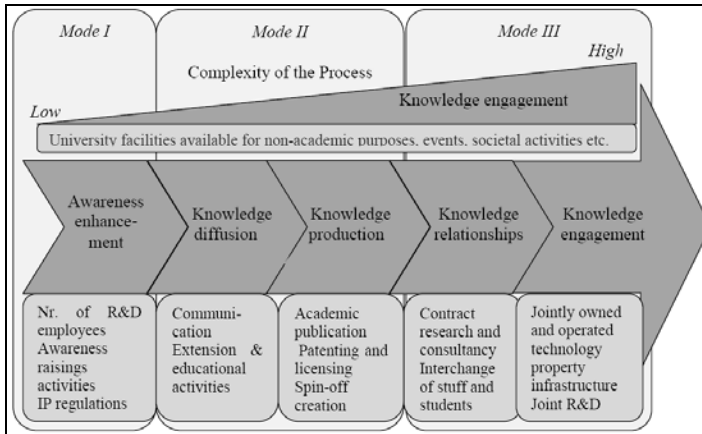 Mode I
Mode II
Mode III
Complexity of the Process
High
Low
Knowledge engagement
University facilities available for non-academic purposes, events, societal activities etc.
Awareness
enhance-
ment
Knowledge
diffusion
Knowledge
production
Knowledge
relationships
Knowledge
engagement
Nr. of R&D
employees
Awareness
raisings
activities
IP regulations
Communi-
cation
Extension &
educational
activities
Academic
publication
Patenting and
licensing
Spin-off
creation
Contract
research and
consultancy
Interchange
of stuff and
students
Jointly owned
and operated
technology
property
infrastructure
Joint R&D